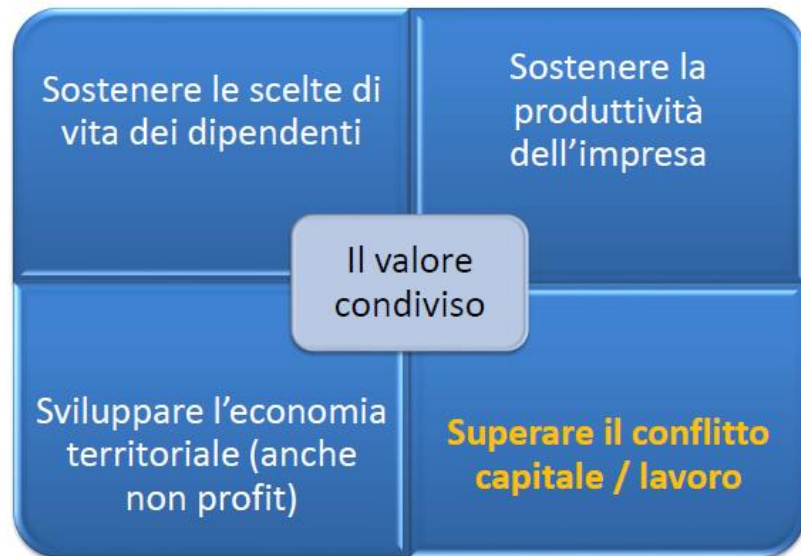 Sostenere le scelte di
vita dei dipendenti
Sostenere la
produttività
dell'impresa
Il valore
condiviso
Sviluppare l'economia
territoriale (anche
non profit)
Superare il conflitto
capitale / lavoro